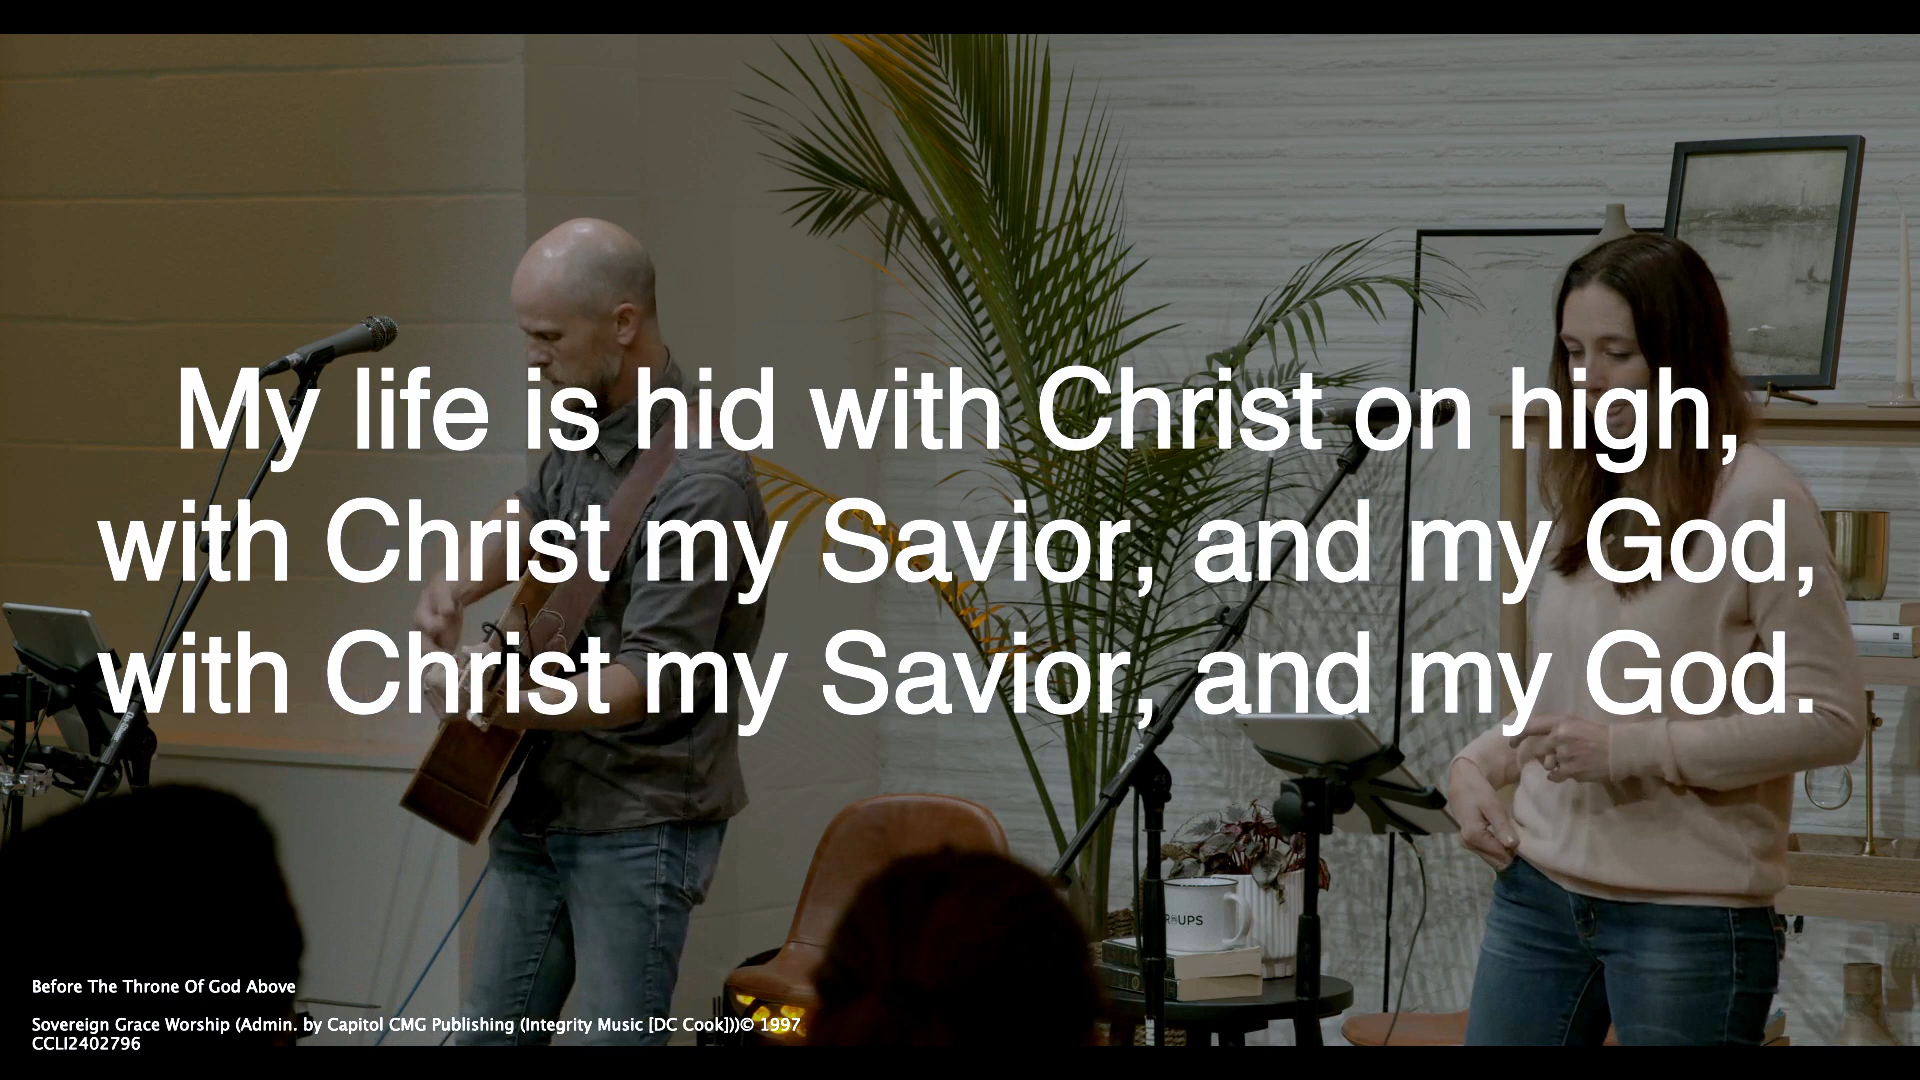 My life is hid with Christ on high,
with Christ my Savior, and my God,
with Christ my Savior, and my God.
UPS
Before The Throne Of God Above
Sovereign Grace Worship (Admin. by Capitol CMG Publishing (Integrity Music [DC Cook]))© 1997
CCLI2402796